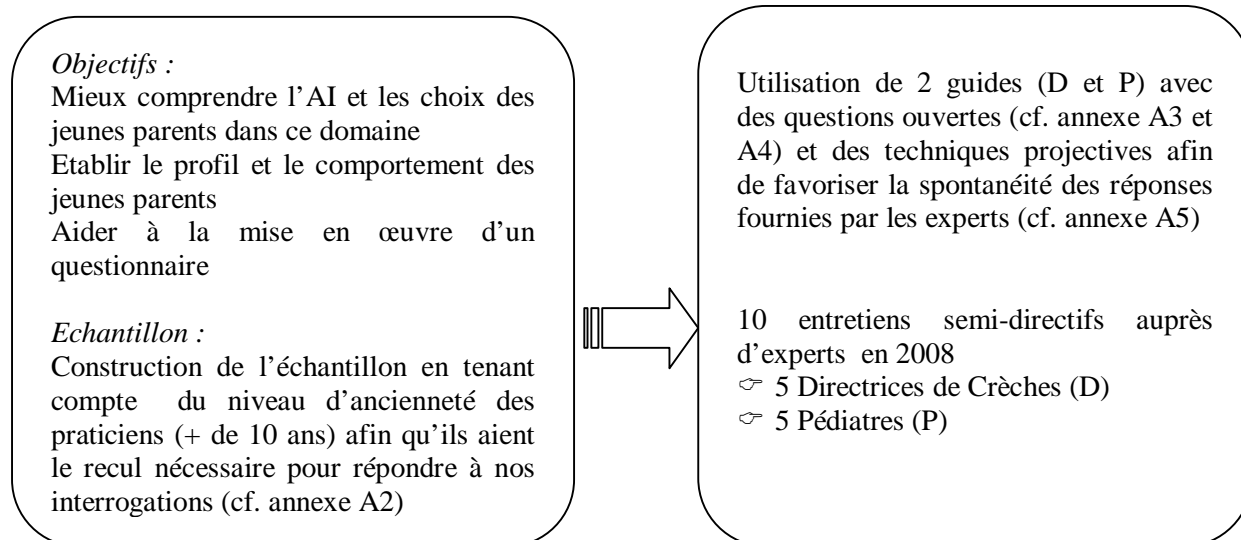 Objectifs :
Mieux comprendre l’AI et les choix des
jeunes parents dans ce domaine
Etablir le profil et le comportement des
jeunes parents
Aider à la mise en œuvre d’un
questionnaire
Echantillon :
Construction de l’échantillon en tenant
compte du niveau d’ancienneté des
praticiens (+ de 10 ans) afin qu’ils aient
le recul nécessaire pour répondre à nos
interrogations (cf. annexe A2)
Utilisation de 2 guides (D et P) avec
des questions ouvertes (cf. annexe A3 et
A4) et des techniques projectives afin
de favoriser la spontanéité des réponses
fournies par les experts (cf. annexe A5)
10 entretiens semi-directifs auprès
d’experts en 2008
☞ 5 Directrices de Crèches (D)
☞ 5 Pédiatres (P)